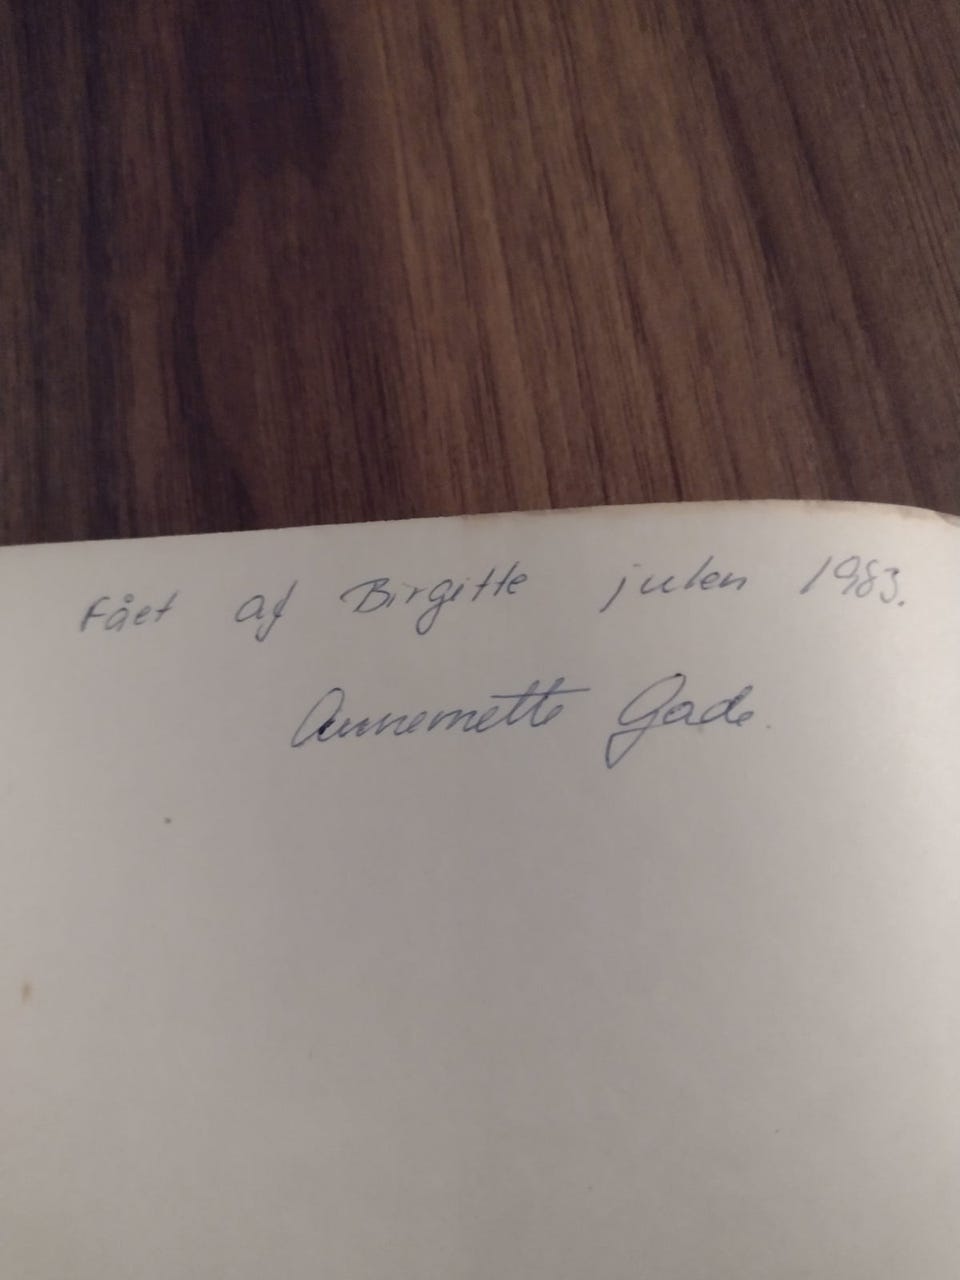 Fået af Birgitte julen 1983.
Annemette Gade.